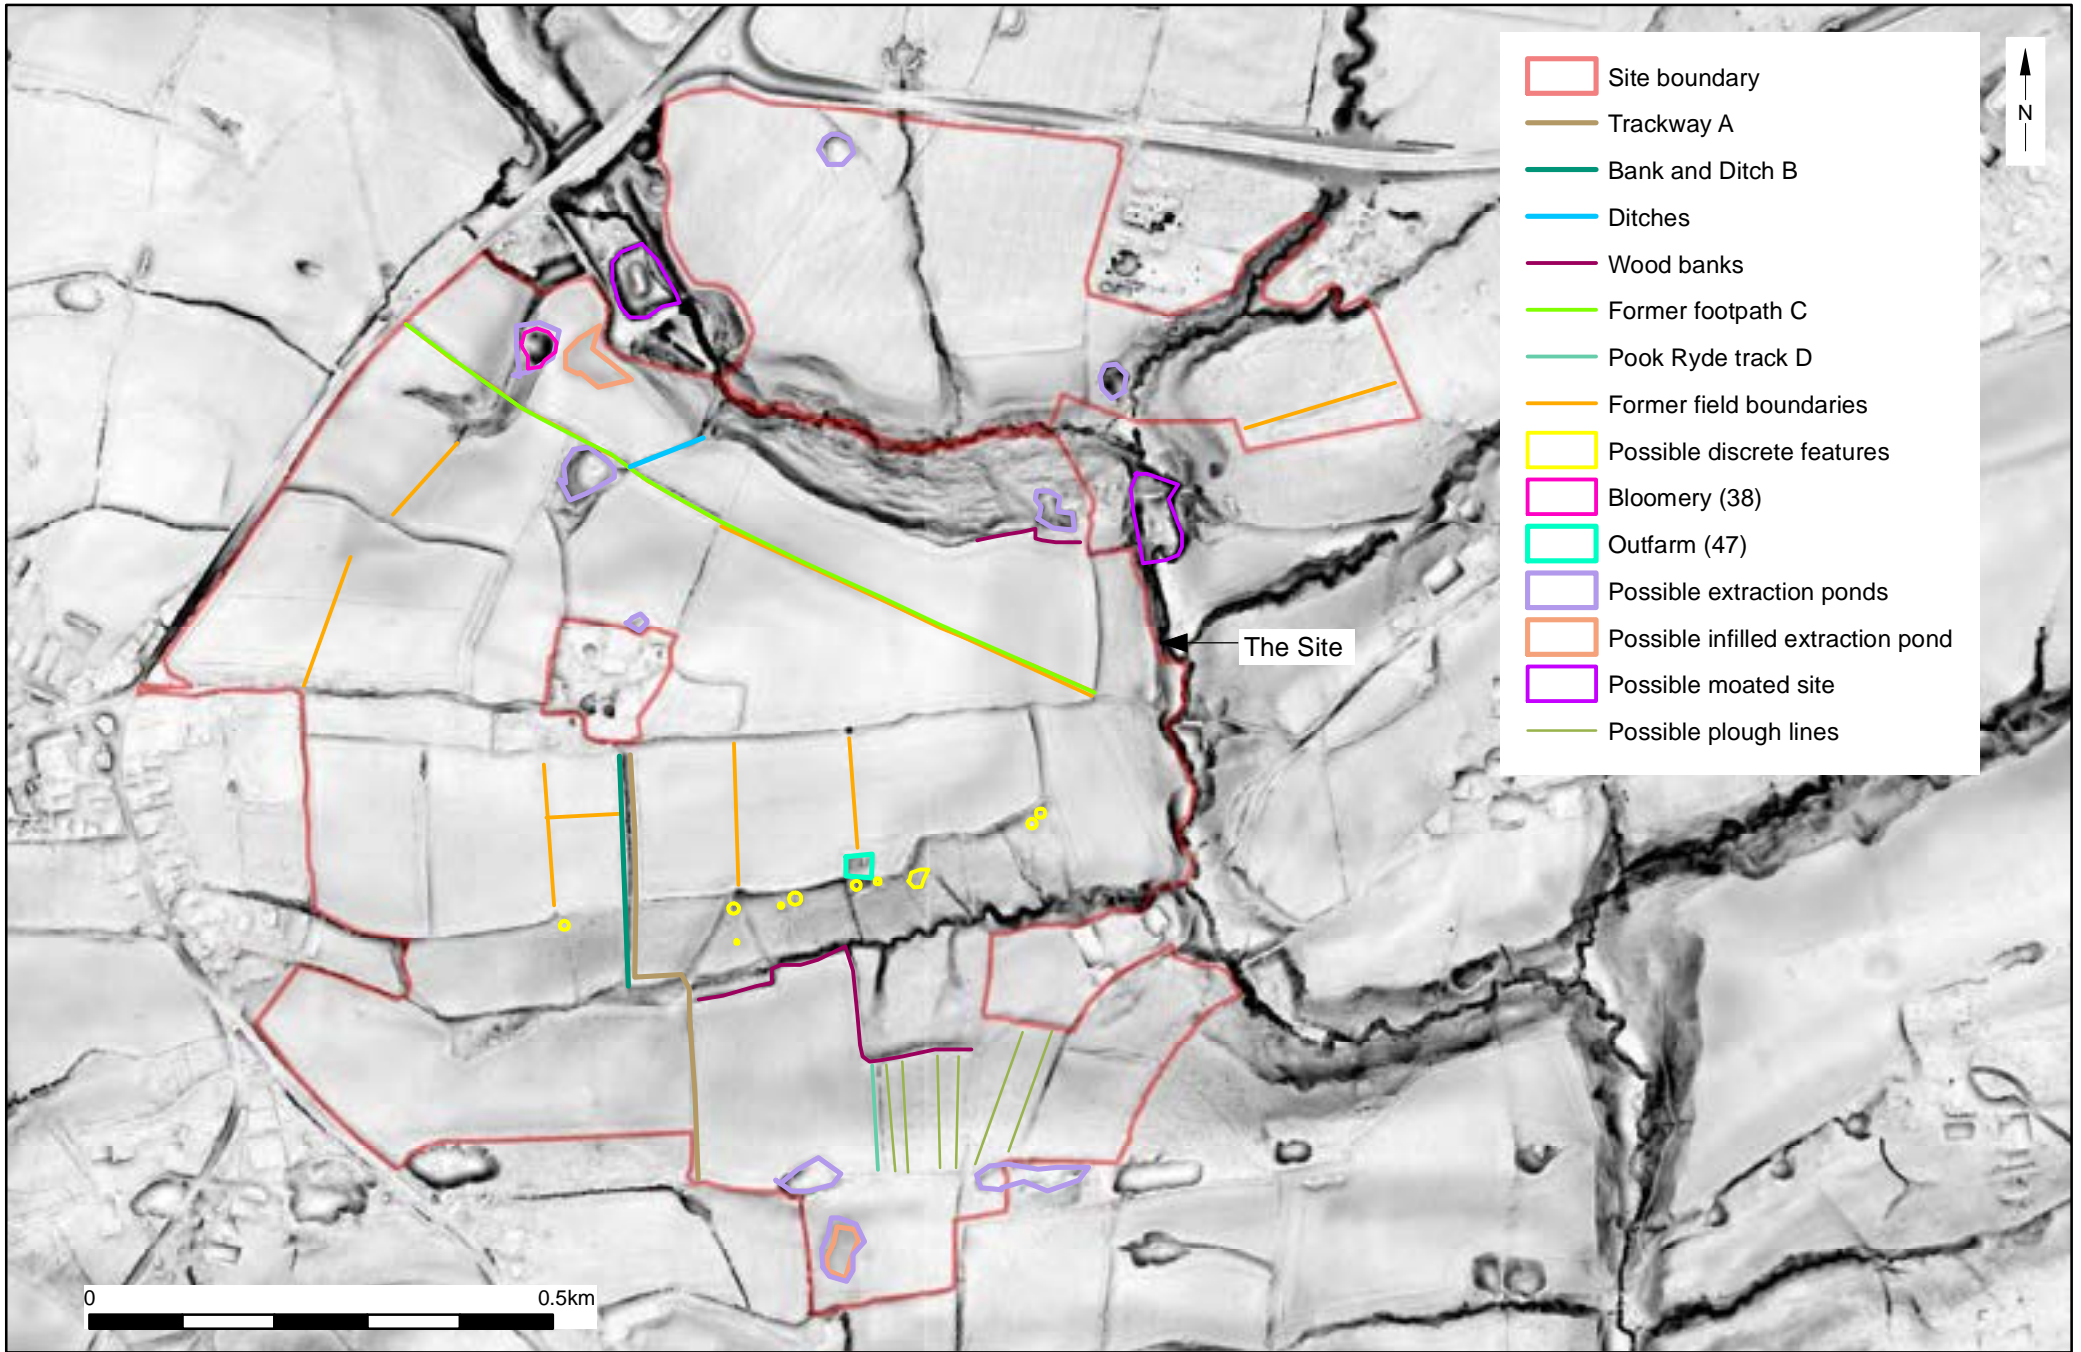 Site boundary
Trackway A
Bank and Ditch B
Ditches
Wood banks
Former footpath C
Pook Ryde track D
Former field boundaries
Possible discrete features
Bloomery (38)
Outfarm (47)
Possible extraction ponds
Possible infilled extraction pond
Possible moated site
Possible plough lines
N
The Site
0 0.5km